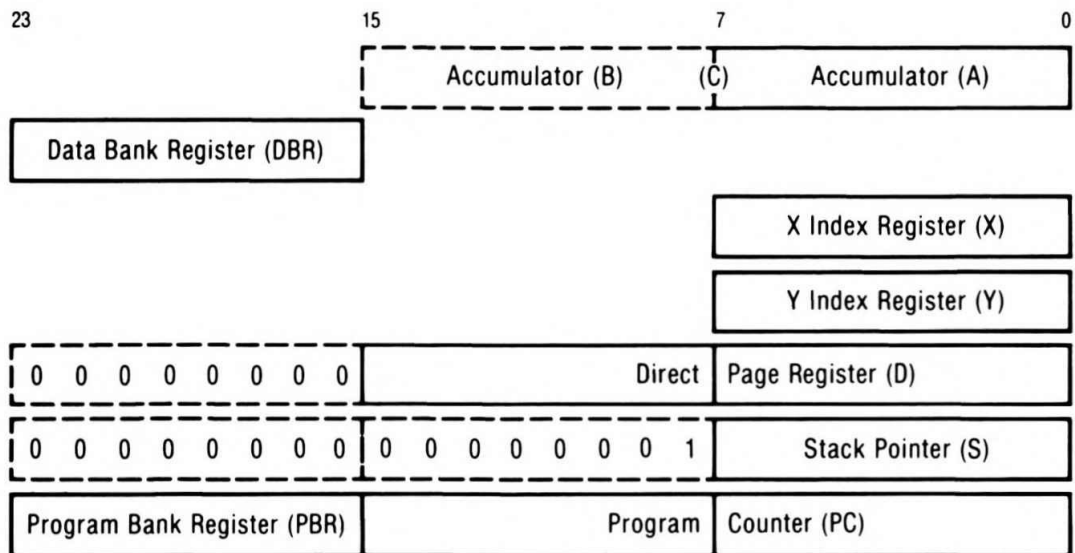 23 15 7 0
Accumulator (B) (C) Accumulator (A)
Data Bank Register (DBR)
X Index Register (X)
Y Index Register (Y)
0 0 0 0 0 0 0 0 Direct Page Register (D)
0 0 0 0 0 0 0 0 0 0 0 0 0 0 0 1 Stack Pointer (S)
Program Bank Register (PBR) Program Counter (PC)